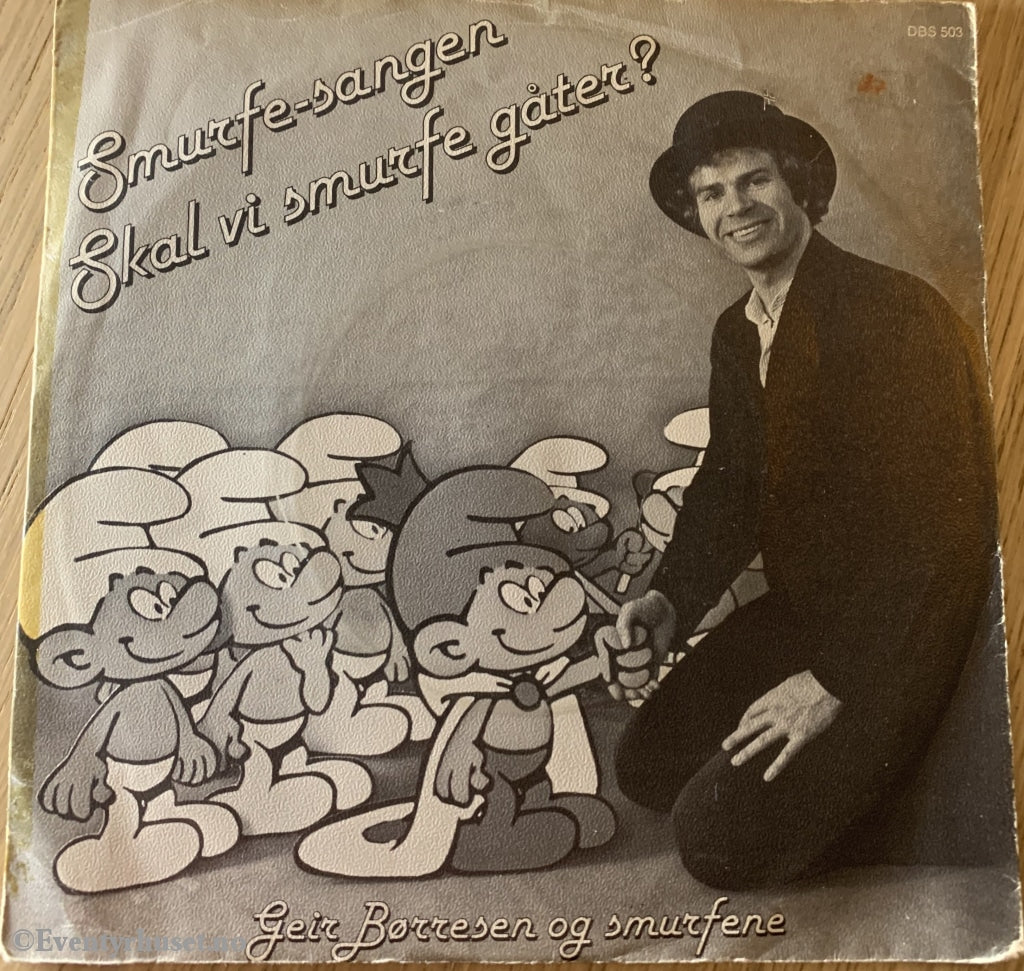 DBS 503
Smurfe-sangen
Skal vi smurfe gåter?
Geir Børresen og smurfene
©Eventyrhuset.no